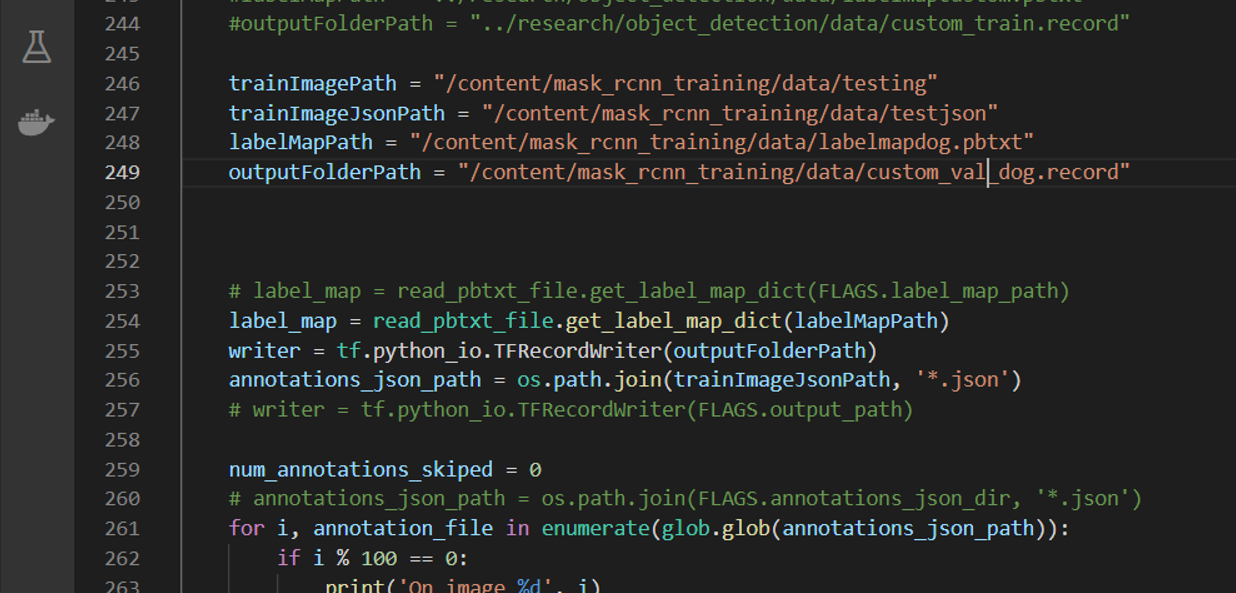 244 #outputFolderPath = "../research/object_detection/data/custom_train.record"
245
246 trainImagePath = "/content/mask_rcnn_training/data/testing"
247 trainImageJsonPath = "/content/mask_rcnn_training/data/testjson"
248 labelMapPath = "/content/mask_rcnn_training/data/labelmapdog.pbtxt"
249 outputFolderPath = "/content/mask_rcnn_training/data/custom_val_dog.record"
250
251
252
253 # label_map = read_pbtxt_file.get_label_map_dict(FLAGS.label_map_path)
254 label_map = read_pbtxt_file.get_label_map_dict(labelMapPath)
255 writer = tf.python_io.TFRecordWriter(outputFolderPath)
256 annotations_json_path = os.path.join(trainImageJsonPath, '*.json')
257 # writer = tf.python_io.TFRecordWriter(FLAGS.output_path)
258
259 num_annotations_skiped = 0
260 # annotations_json_path = os.path.join(FLAGS.annotations_json_dir, '*.json')
261 for i, annotation_file in enumerate(glob.glob(annotations_json_path)):
262 if i % 100 == 0:
263 print('On image %d', i)